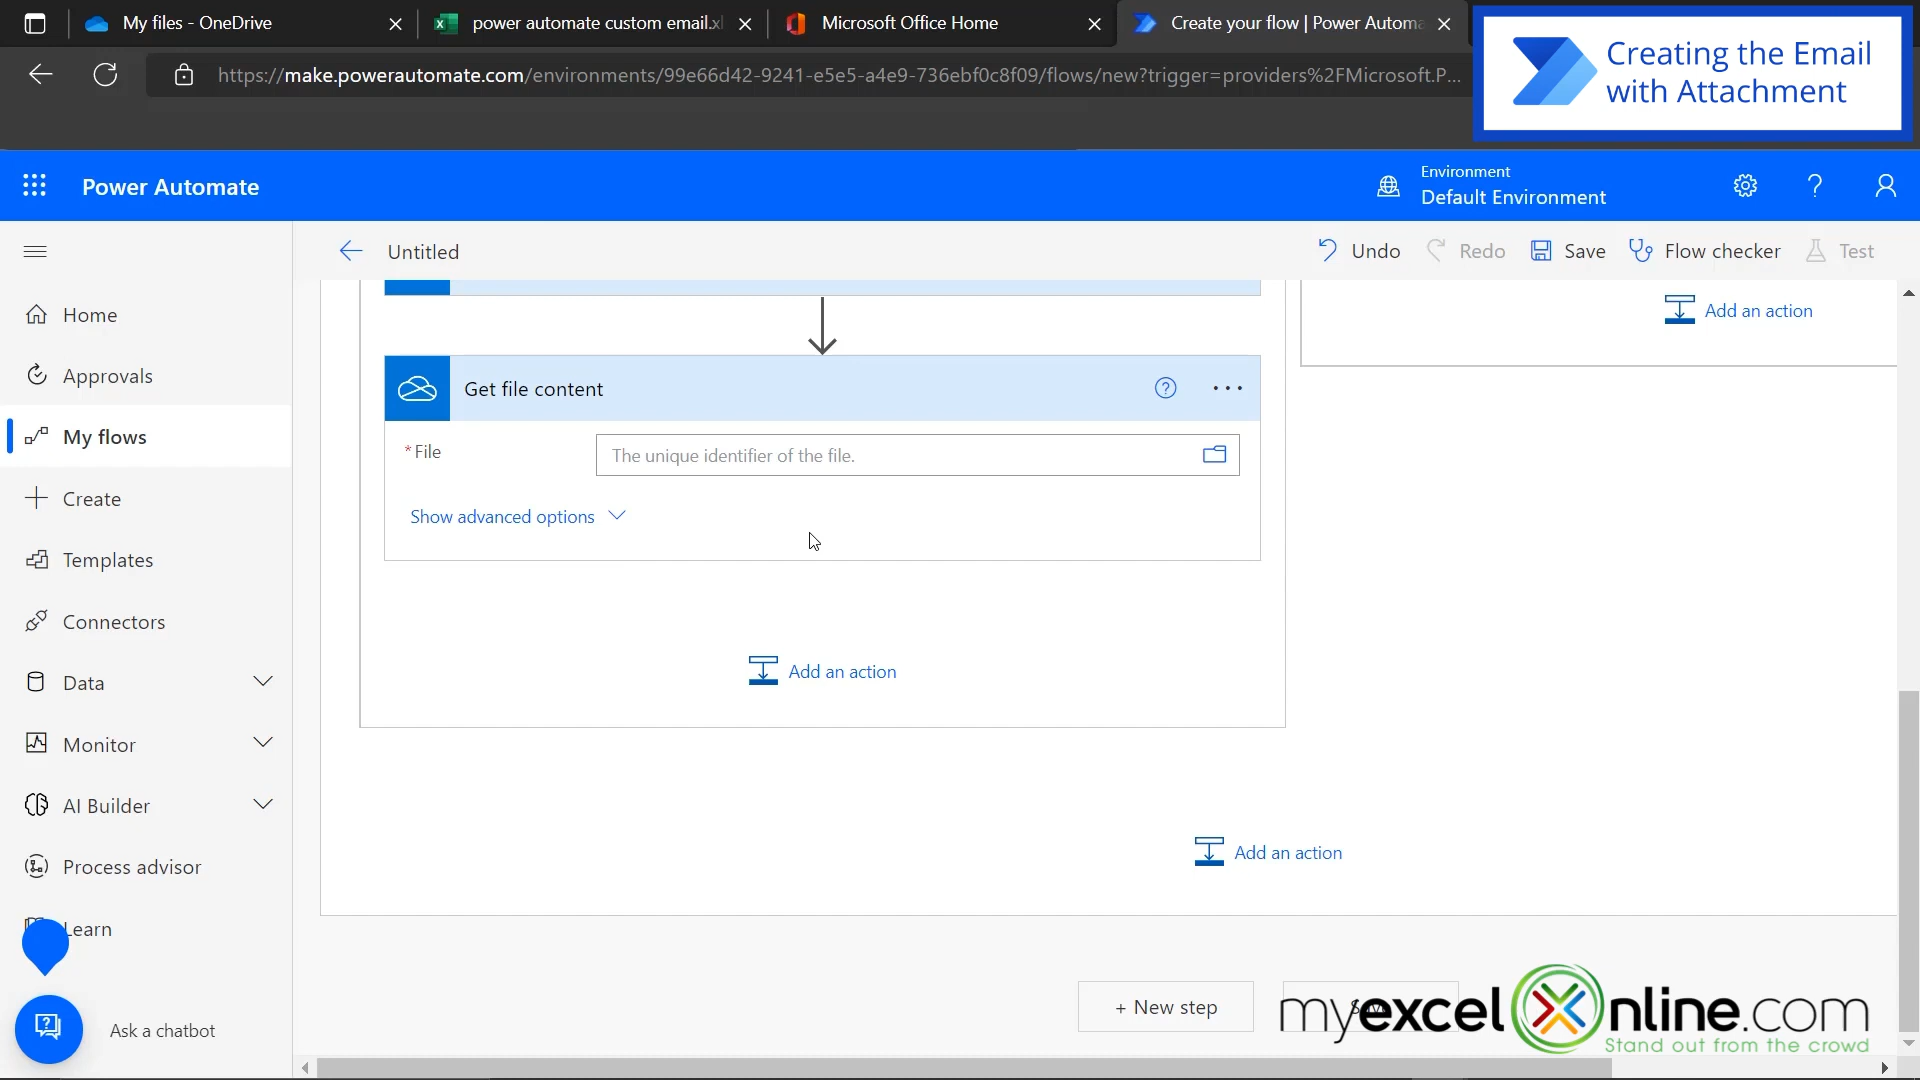 My files - OneDrive
power automate custom email.xl
Microsoft Office Home
Create your flow | Power Automa
https://make.powerautomate.com/environments/99e66d42-9241-e5e5-a4e9-736ebf0c8f09/flows/new?trigger=providers%2FMicrosoft.P...
Creating the Email
with Attachment
Power Automate
Environment
Default Environment
Untitled
Undo
Redo
Save
Flow checker
Test
Home
Approvals
My flows
Create
Templates
Connectors
Data
Monitor
AI Builder
Process advisor
Learn
Ask a chatbot
Add an action
Get file content
* File
The unique identifier of the file.
Show advanced options
Add an action
Add an action
+ New step
Save
myexcelonline.com
Stand out from the crowd